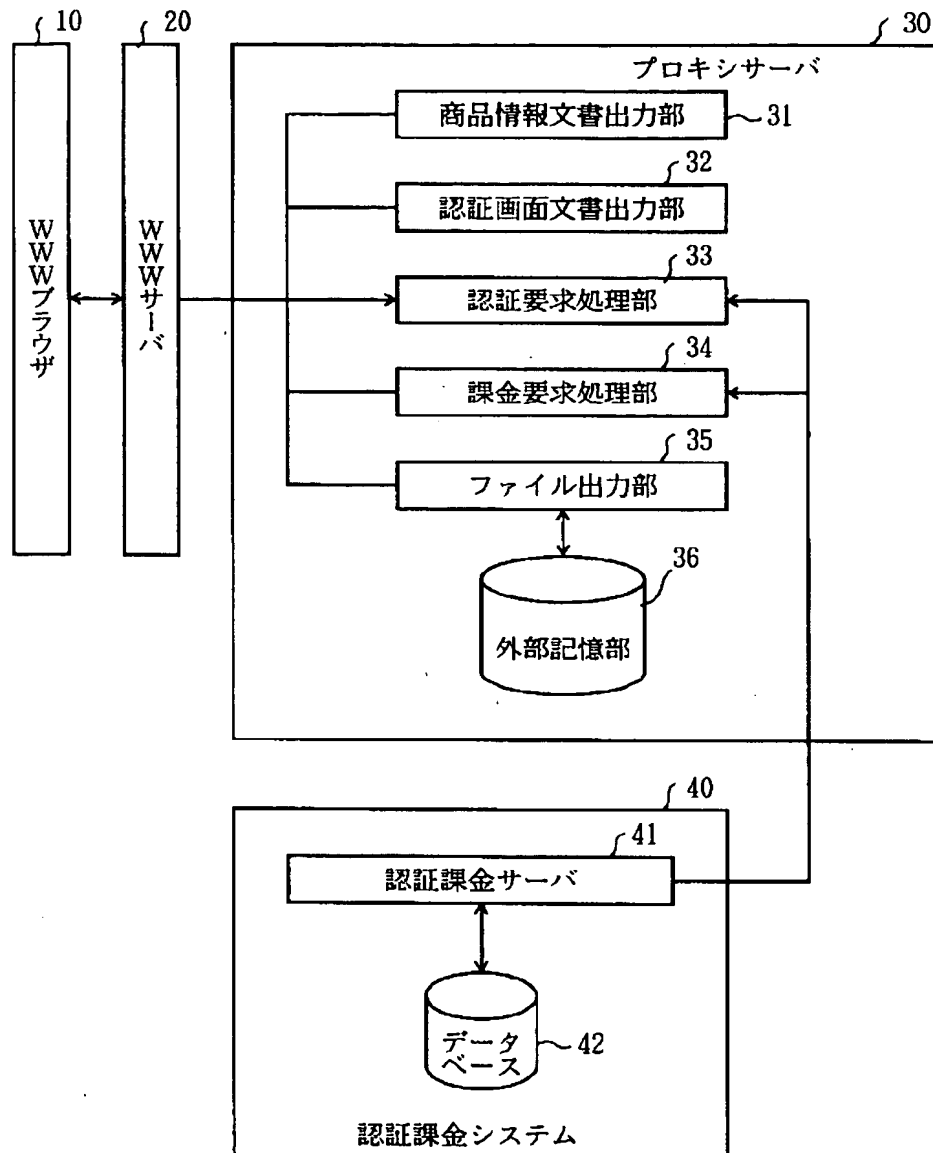 10
20
30
WWWブラウザ
WWWサーバ
プロキシサーバ
商品情報文書出力部
31
32
認証画面文書出力部
33
認証要求処理部
34
課金要求処理部
35
ファイル出力部
36
外部記憶部
40
41
認証課金サーバ
データ
ベース
42
認証課金システム